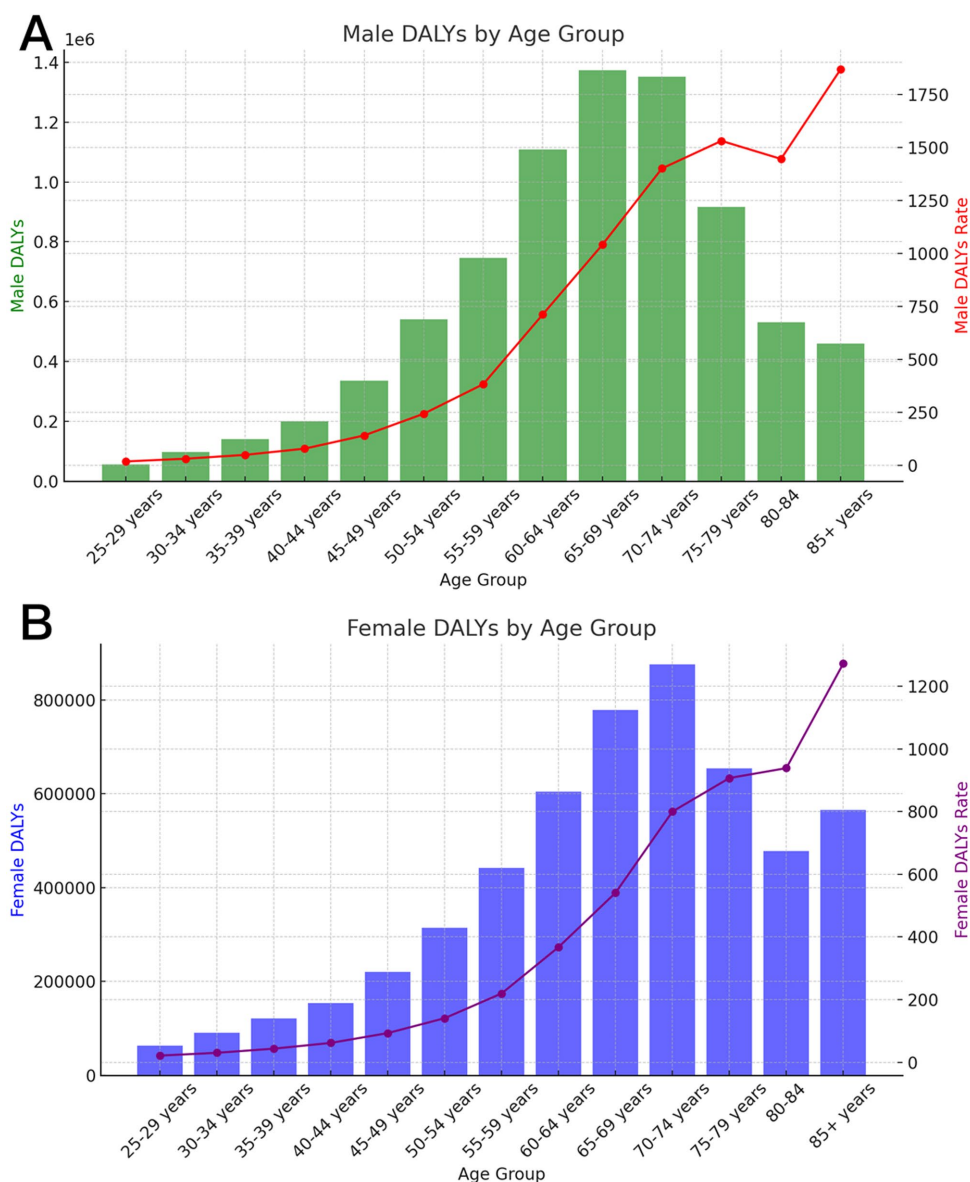 A
Male DALYs by Age Group
1e6
1.4
1.2
1.0
0.8
0.6
0.4
0.2
0.0
Male DALYs
1750
1500
1250
1000
750
500
250
0
Male DALYs Rate
25-29 years
30-34 years
35-39 years
40-44 years
45-49 years
50-54 years
55-59 years
60-64 years
65-69 years
70-74 years
75-79 years
80-84
85+ years
Age Group
B
Female DALYs by Age Group
800000
600000
400000
200000
0
Female DALYs
1200
1000
800
600
400
200
0
Female DALYs Rate
25-29 years
30-34 years
35-39 years
40-44 years
45-49 years
50-54 years
55-59 years
60-64 years
65-69 years
70-74 years
75-79 years
80-84
85+ years
Age Group